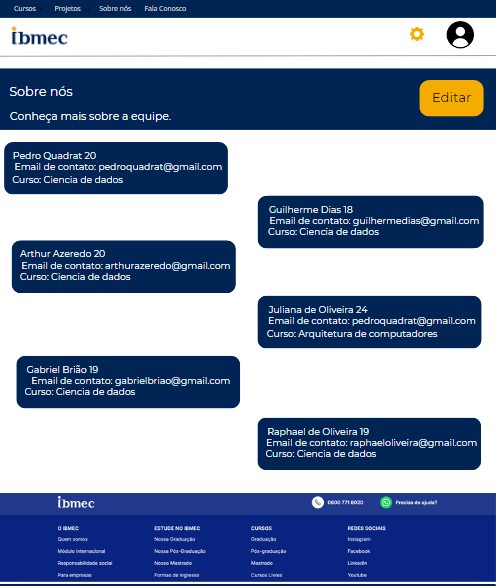 Cursos Projetos Sobre nós Fala Conosco
ibmec
Sobre nós
Editar
Conheça mais sobre a equipe.
Pedro Quadrat 20
Email de contato: pedroquadrat@gmail.com
Curso: Ciencia de dados
Guilherme Dias 18
Email de contato: guilhermedias@gmail.com
Curso: Ciencia de dados
Arthur Azeredo 20
Email de contato: arthurazeredo@gmail.com
Curso: Ciencia de dados
Juliana de Oliveira 24
Email de contato: pedroquadrat@gmail.com
Curso: Arquitetura de computadores
Gabriel Brião 19
Email de contato: gabrielbriao@gmail.com
Curso: Ciencia de dados
Raphael de Oliveira 19
Email de contato: raphaeloliveira@gmail.com
Curso: Ciencia de dados
ibmec 0800 771 8020 Precisa de ajuda?
O IBMEC ESTUDE NO IBMEC CURSOS REDES SOCIAIS
Quem somos Nossa Graduação Graduação Instagram
Módulo Internacional Nossa Pós-Graduação Pós-graduação Facebook
Responsabilidade social Nosso Mestrado Mestrado LinkedIn
Para empresas Formas de Ingresso Cursos Livres Youtube